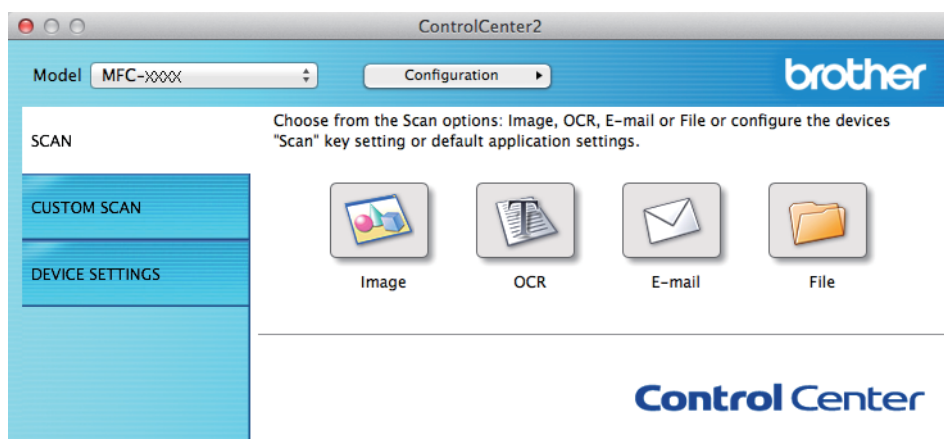 ControlCenter2
Model MFC-XXXX Configuration
brother
SCAN
Choose from the Scan options: Image, OCR, E-mail or File or configure the devices
"Scan" key setting or default application settings.
CUSTOM SCAN
DEVICE SETTINGS
Image OCR E-mail File
Control Center